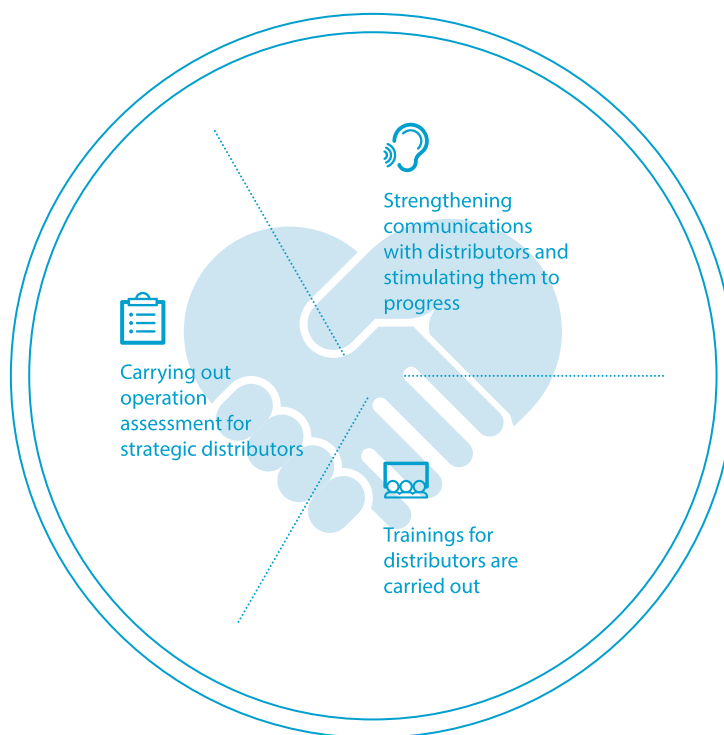 Strengthening
communications
with distributors and
stimulating them to
progress
Carrying out
operation
assessment for
strategic distributors
Trainings for
distributors are
carried out